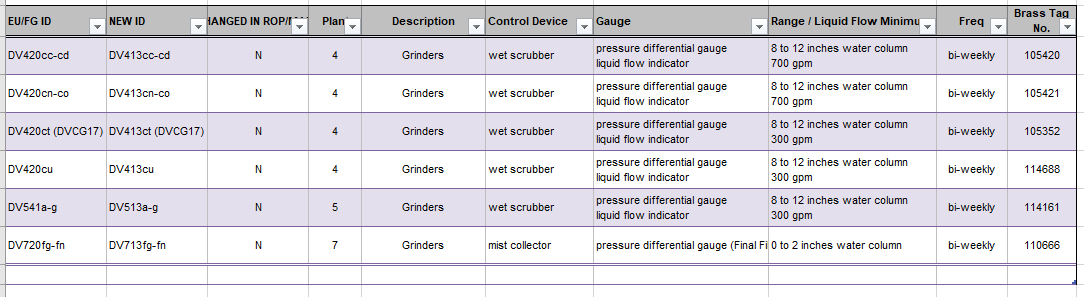 EU/FG ID NEW ID HANGED IN ROP/ Plant Description Control Device Gauge Range / Liquid Flow Minimu Freq Brass Tag
No.
DV420cc-cd DV413cc-cd N 4 Grinders wet scrubber pressure differential gauge 8 to 12 inches water column bi-weekly 105420
liquid flow indicator 700 gpm
DV420cn-co DV413cn-co N 4 Grinders wet scrubber pressure differential gauge 8 to 12 inches water column bi-weekly 105421
liquid flow indicator 700 gpm
DV420ct (DVCG17) DV413ct (DVCG17) N 4 Grinders wet scrubber pressure differential gauge 8 to 12 inches water column bi-weekly 105352
liquid flow indicator 300 gpm
DV420cu DV413cu N 4 Grinders wet scrubber pressure differential gauge 8 to 12 inches water column bi-weekly 114688
liquid flow indicator 300 gpm
DV541a-g DV513a-g N 5 Grinders wet scrubber pressure differential gauge 8 to 12 inches water column bi-weekly 114161
liquid flow indicator 300 gpm
DV720fg-fn DV713fg-fn N 7 Grinders mist collector pressure differential gauge (Final Fi 0 to 2 inches water column bi-weekly 110666